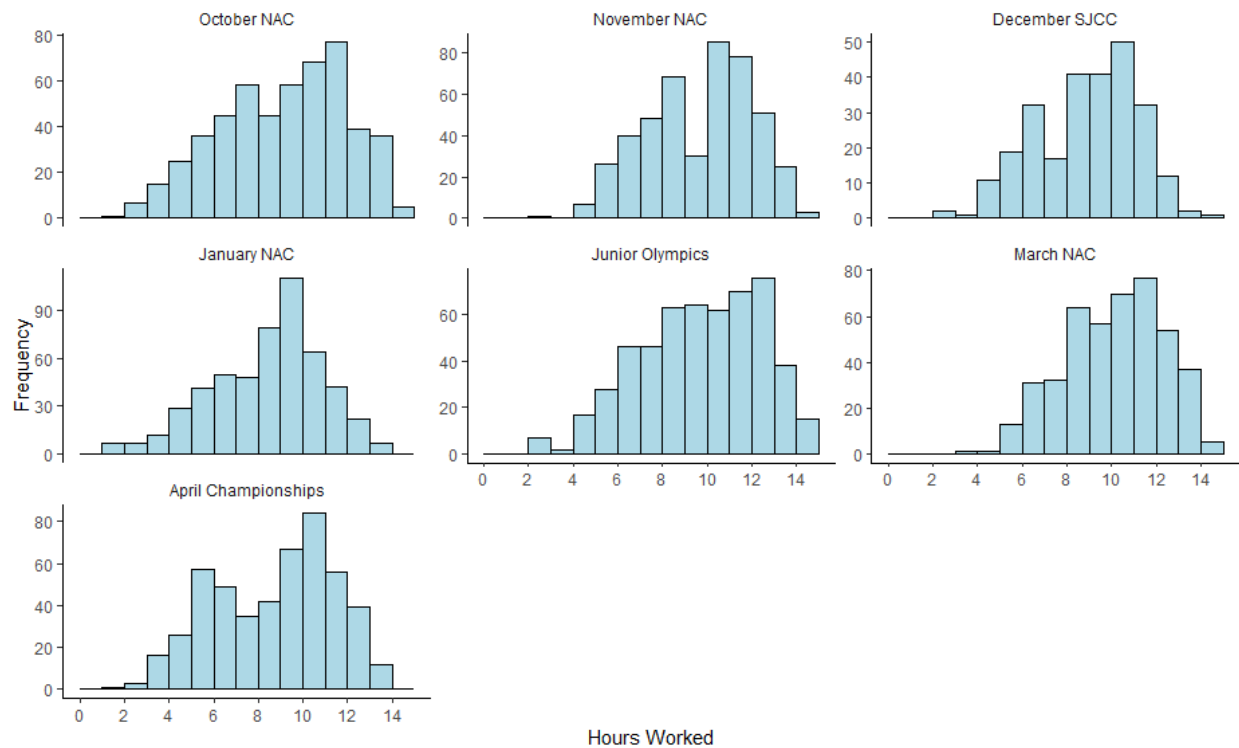 October NAC
November NAC
December SJCC
80
60
40
20
0
80
60
40
20
0
50
40
30
20
10
0
January NAC
Junior Olympics
March NAC
Frequency
90
60
30
0
60
40
20
0
80
60
40
20
0
0 2 4 6 8 10 12 14
0 2 4 6 8 10 12 14
April Championships
80
60
40
20
0
0 2 4 6 8 10 12 14
Hours Worked